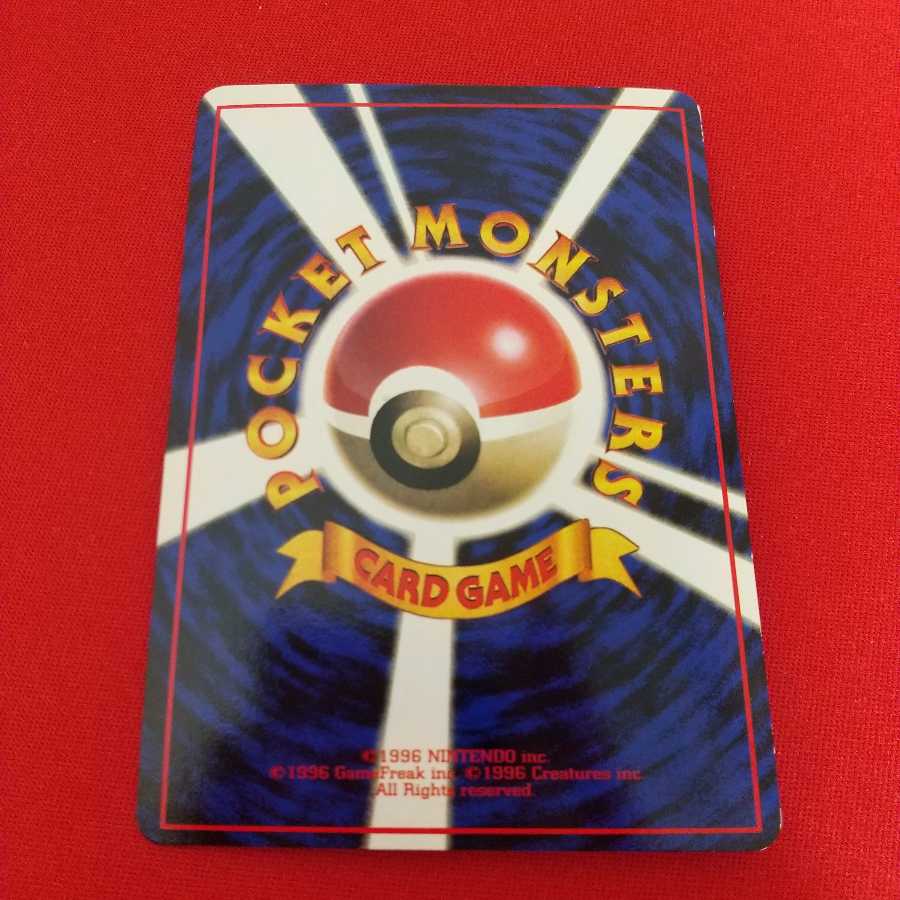 POCKET MONSTERS
CARD GAME
©1996 NINTENDO inc.
©1996 GameFreak inc. ©1996 Creatures inc.
All Rights reserved.